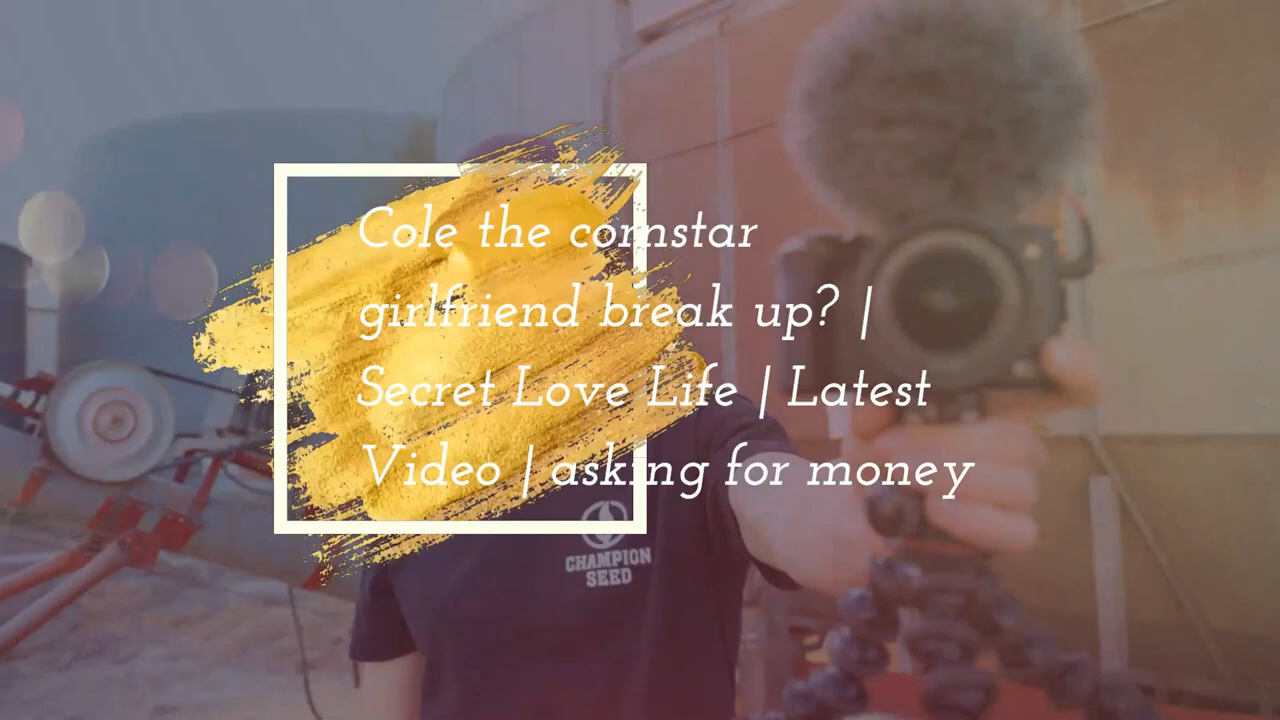 Cole the cornstar
girlfriend break up? |
Secret Love Life | Latest
Video | asking for money
CHAMPION
SEED